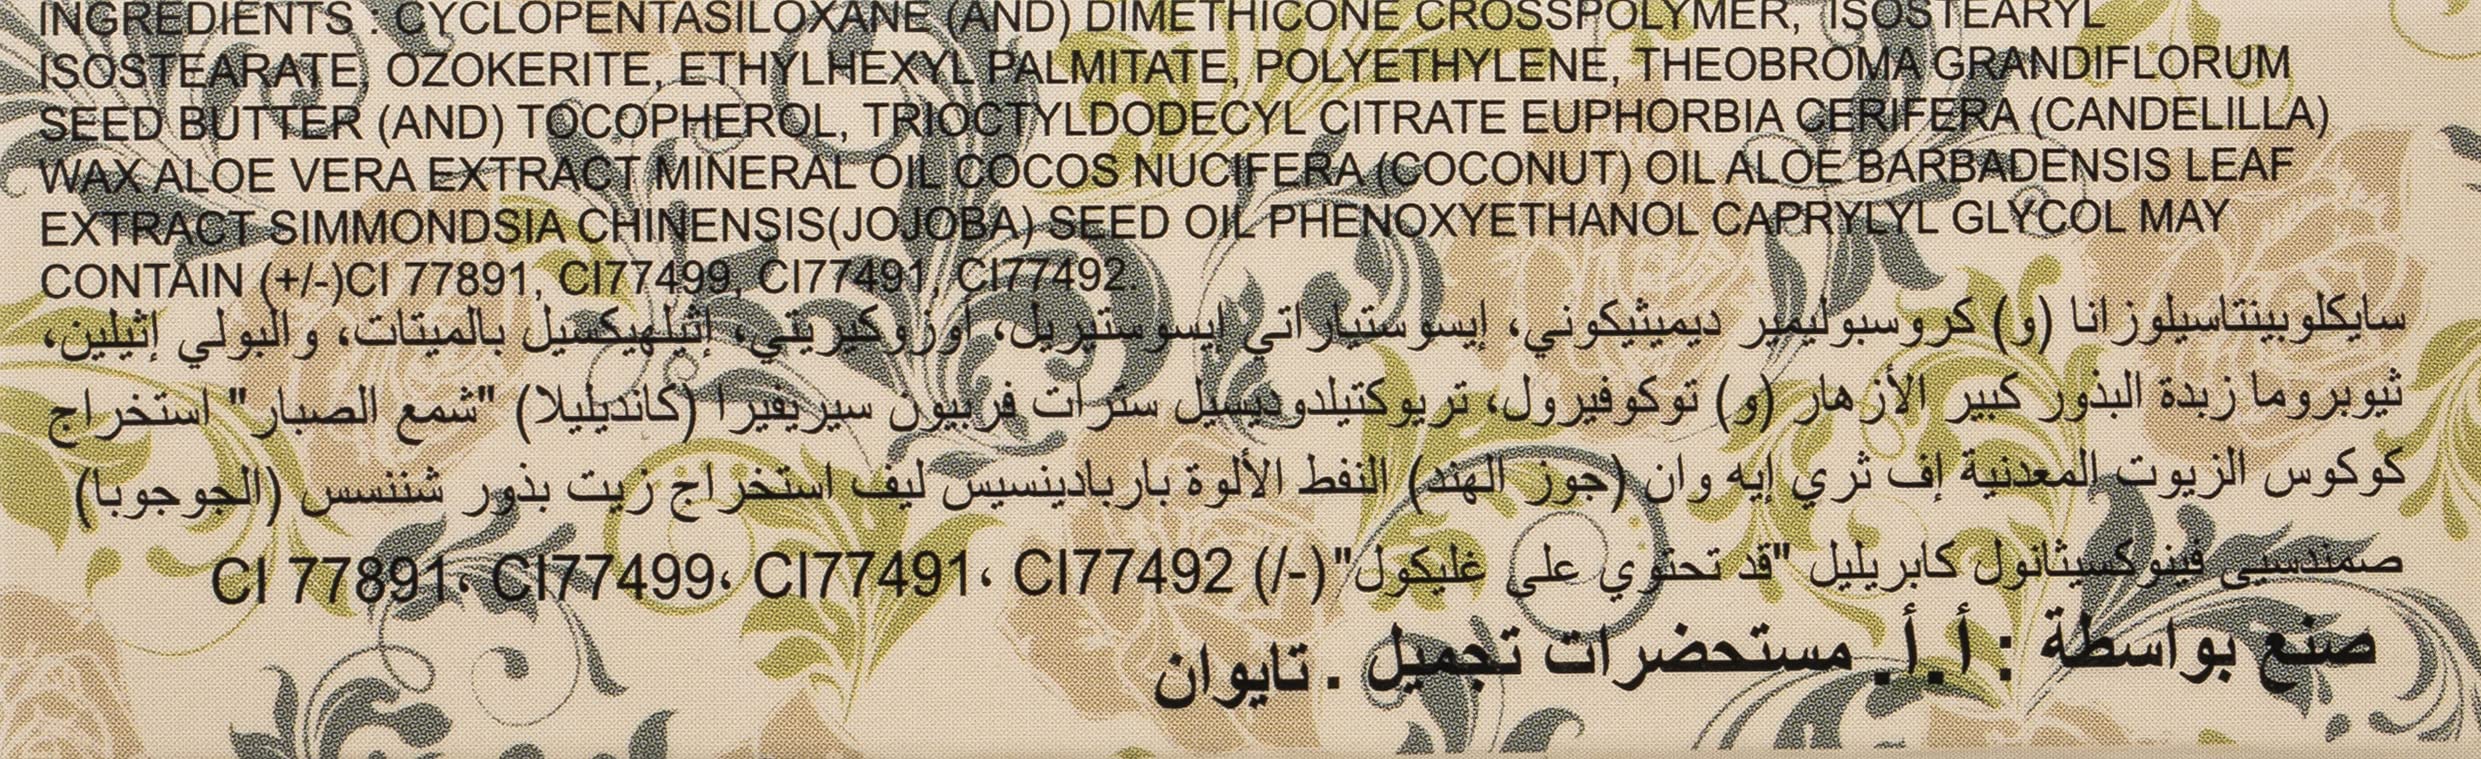 INGREDIENTS : CYCLOPENTASILOXANE (AND) DIMETHICONE CROSSPOLYMER, ISOSTEARYL
ISOSTEARATE OZOKERITE, ETHYLHEXYL PALMITATE, POLYETHYLENE, THEOBROMA GRANDIFLORUM
SEED BUTTER (AND) TOCOPHEROL, TRIOCTYLDODECYL CITRATE EUPHORBIA CERIFERA (CANDELILLA)
WAX ALOE VERA EXTRACT MINERAL OIL COCOS NUCIFERA (COCONUT) OIL ALOE BARBADENSIS LEAF
EXTRACT SIMMONDSIA CHINENSIS(JOJOBA) SEED OIL PHENOXYETHANOL CAPRYLYL GLYCOL MAY
CONTAIN (+/-)CI 77891, CI77499, CI77491, CI77492.
سايكلوبينتاسيلوزانا (و) كروسبوليمير ديميثيكوني، إيسوستياراتي إيسوستيريل، أوزوكيريتي، إثيلهيكسيل بالميتات، والبولي إثيلين،
ثيوبروما زبدة البذور كبير الأزهار (و) توكوفيرول، تريوكتيلدوديسيل سترات فربيون سيريفيرا (كانديليلا) "شمع الصبار" استخراج
كوكوس الزيوت المعدنية إف ثري إيه وان (جوز الهند) النفط الألوة باربادينسيس ليف استخراج زيت بذور شننسس (الجوجوبا)
صمندسيى فينوكسيثانول كابريليل "قد تحتوي على غليكول"(-/) CI 77891، CI77499، CI77491، CI77492
صنع بواسطة : أ.أ. مستحضرات تجميل . تايوان